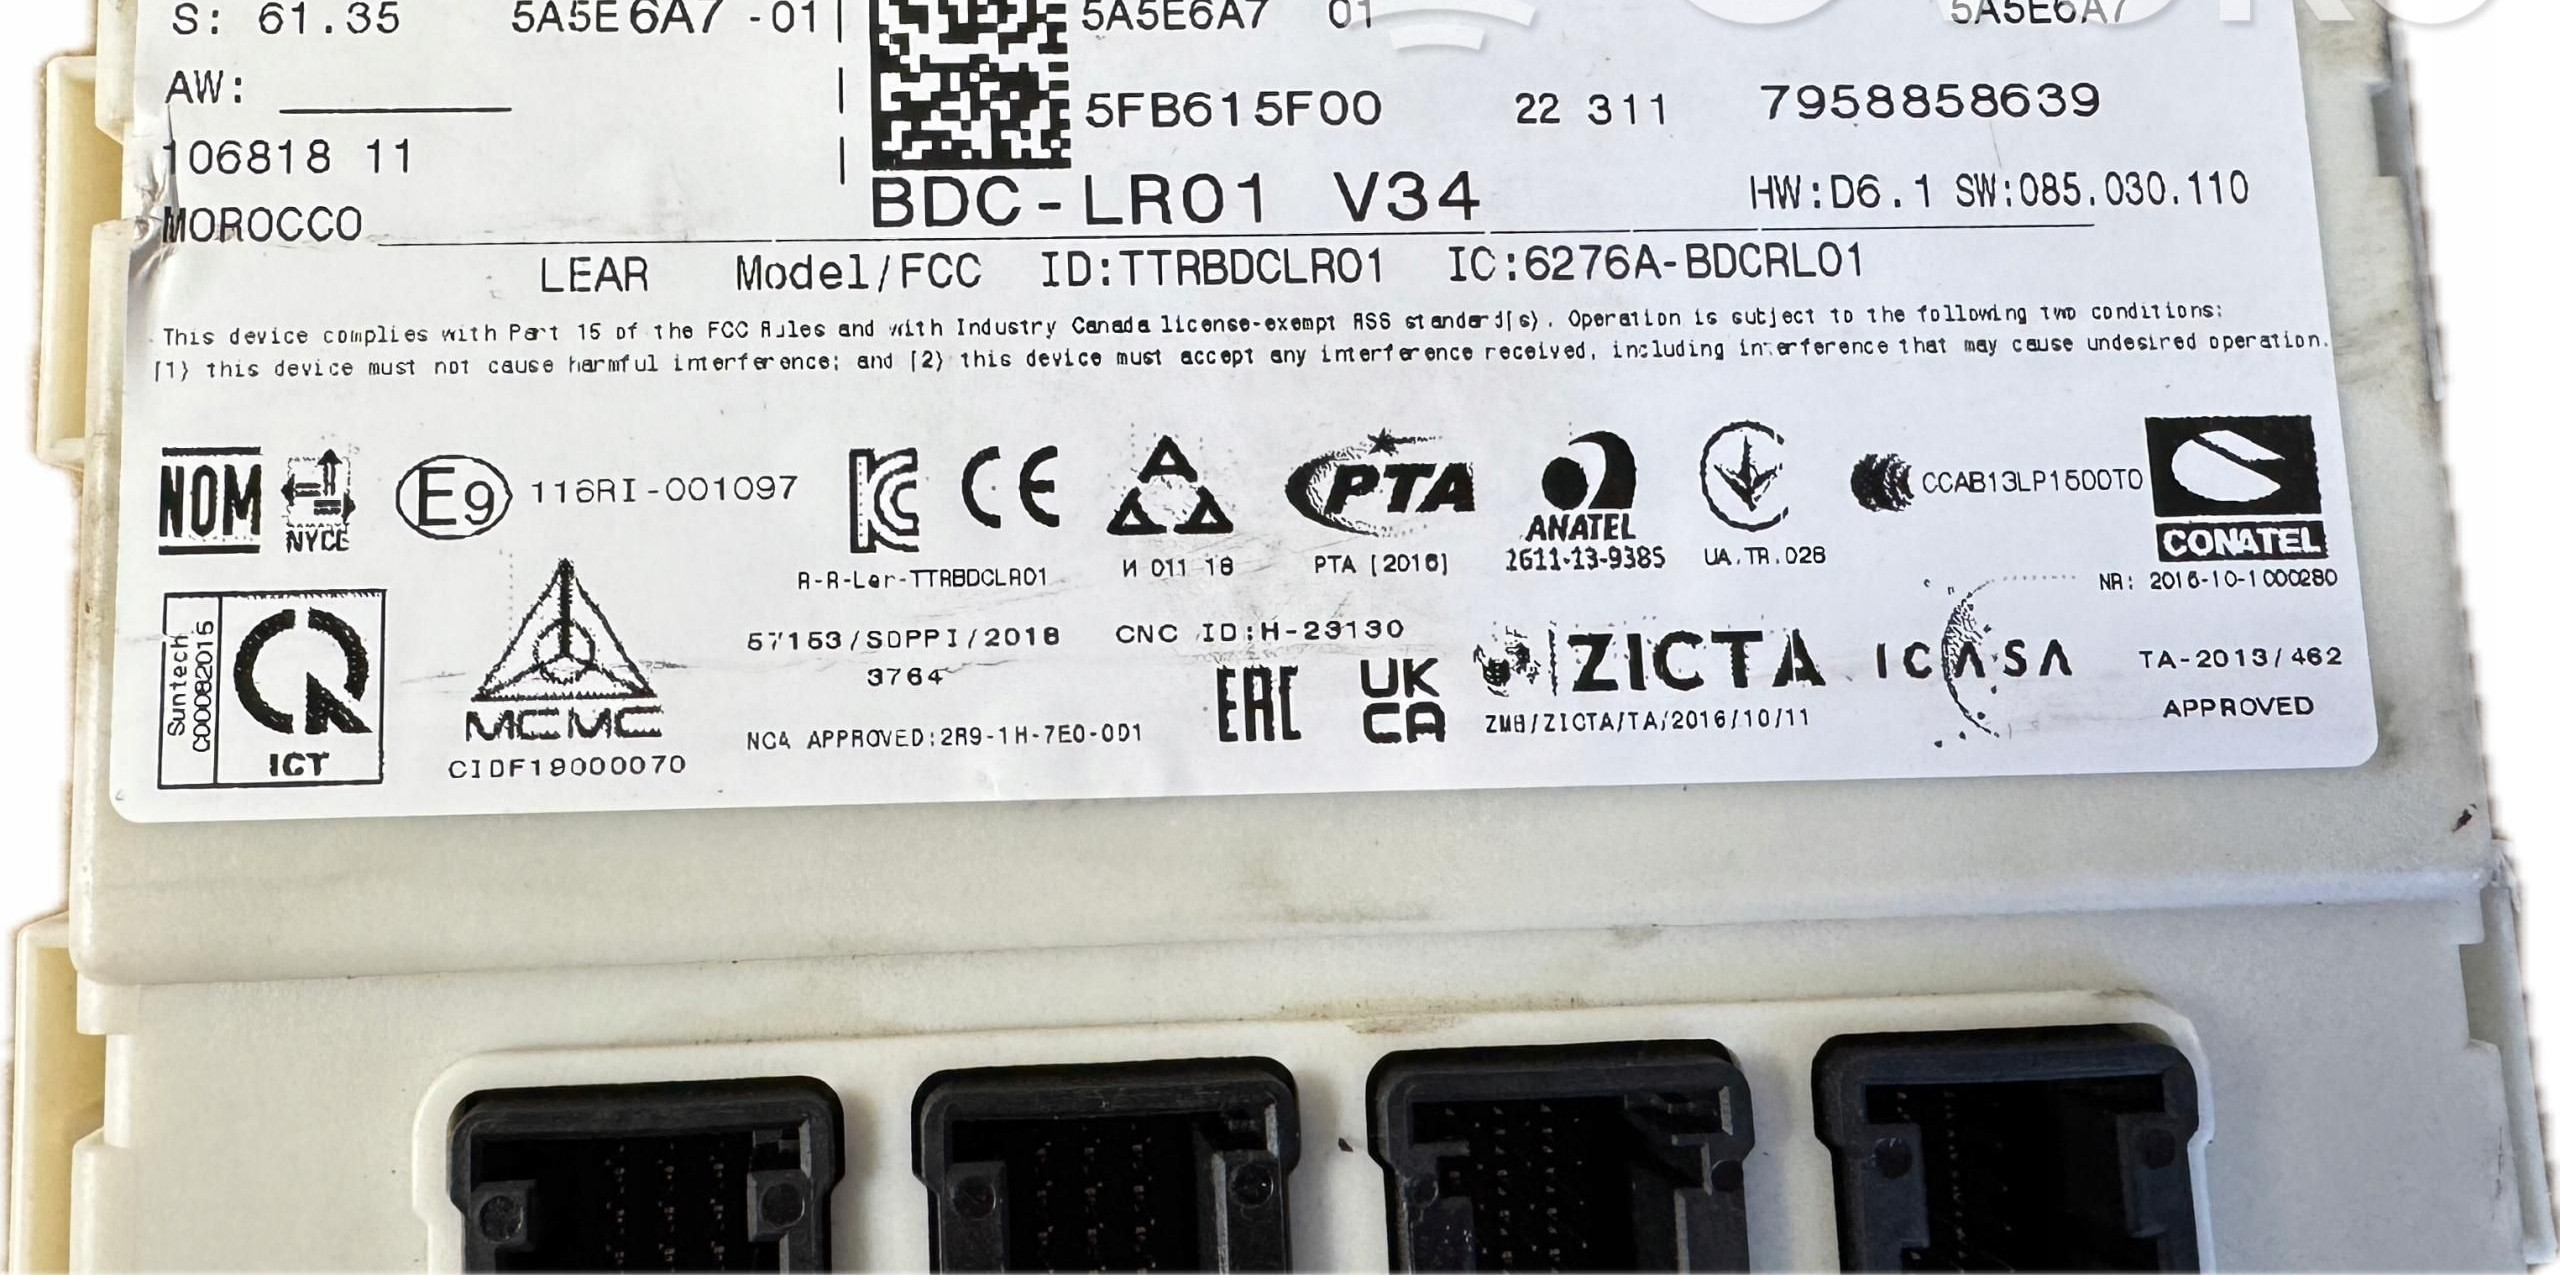 S: 61.35 5A5E6A7 -01 5A5E6A7 01 5A5E6A7
AW:
5FB615F00 22 311 7958858639
106818 11
BDC-LR01 V34 HW:D6.1 SW:085.030.110
MOROCCO
LEAR Model/FCC ID:TTRBDCLR01 IC:6276A-BDCRL01
This device complies with Part 15 of the FCC Rules and with Industry Canada license-exempt RSS standard(s). Operation is subject to the following two conditions:
(1) this device must not cause harmful interference; and (2) this device must accept any interference received, including interference that may cause undesired operation.
NOM NYCE E9 116RI-001097 KC CE PTA ANATEL CCAB13LP1500T0 CONATEL
R-R-Ler-TTRBDCLR01 И 011 18 PTA [2016] 2611-13-9385 UA.TR.028 NR: 2016-10-1000280
Suntech
C000082015
ICT
MCMC
CIDF18000070
57153/SDPPI/2018
3764
CNC ID:H-23130
NCA APPROVED:2R9-1H-7E0-0D1
EAC UK
CA
ZICTA
ZMB/ZICTA/TA/2016/10/11
ICASA TA-2013/462
APPROVED